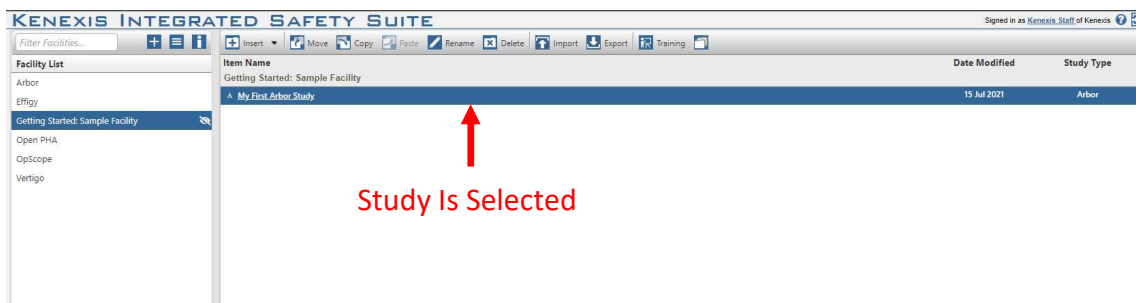 KENEXIS INTEGRATED SAFETY SUITE
Signed in as Kenexis Staff of Kenexis
Filter Facilities...
Insert Move Copy Paste Rename Delete Import Export Training
Facility List
Item Name Date Modified Study Type
Getting Started: Sample Facility
Arbor
My First Arbor Study 15 Jul 2021 Arbor
Effigy
Getting Started: Sample Facility
Open PHA
OpScope
Vertigo
Study Is Selected